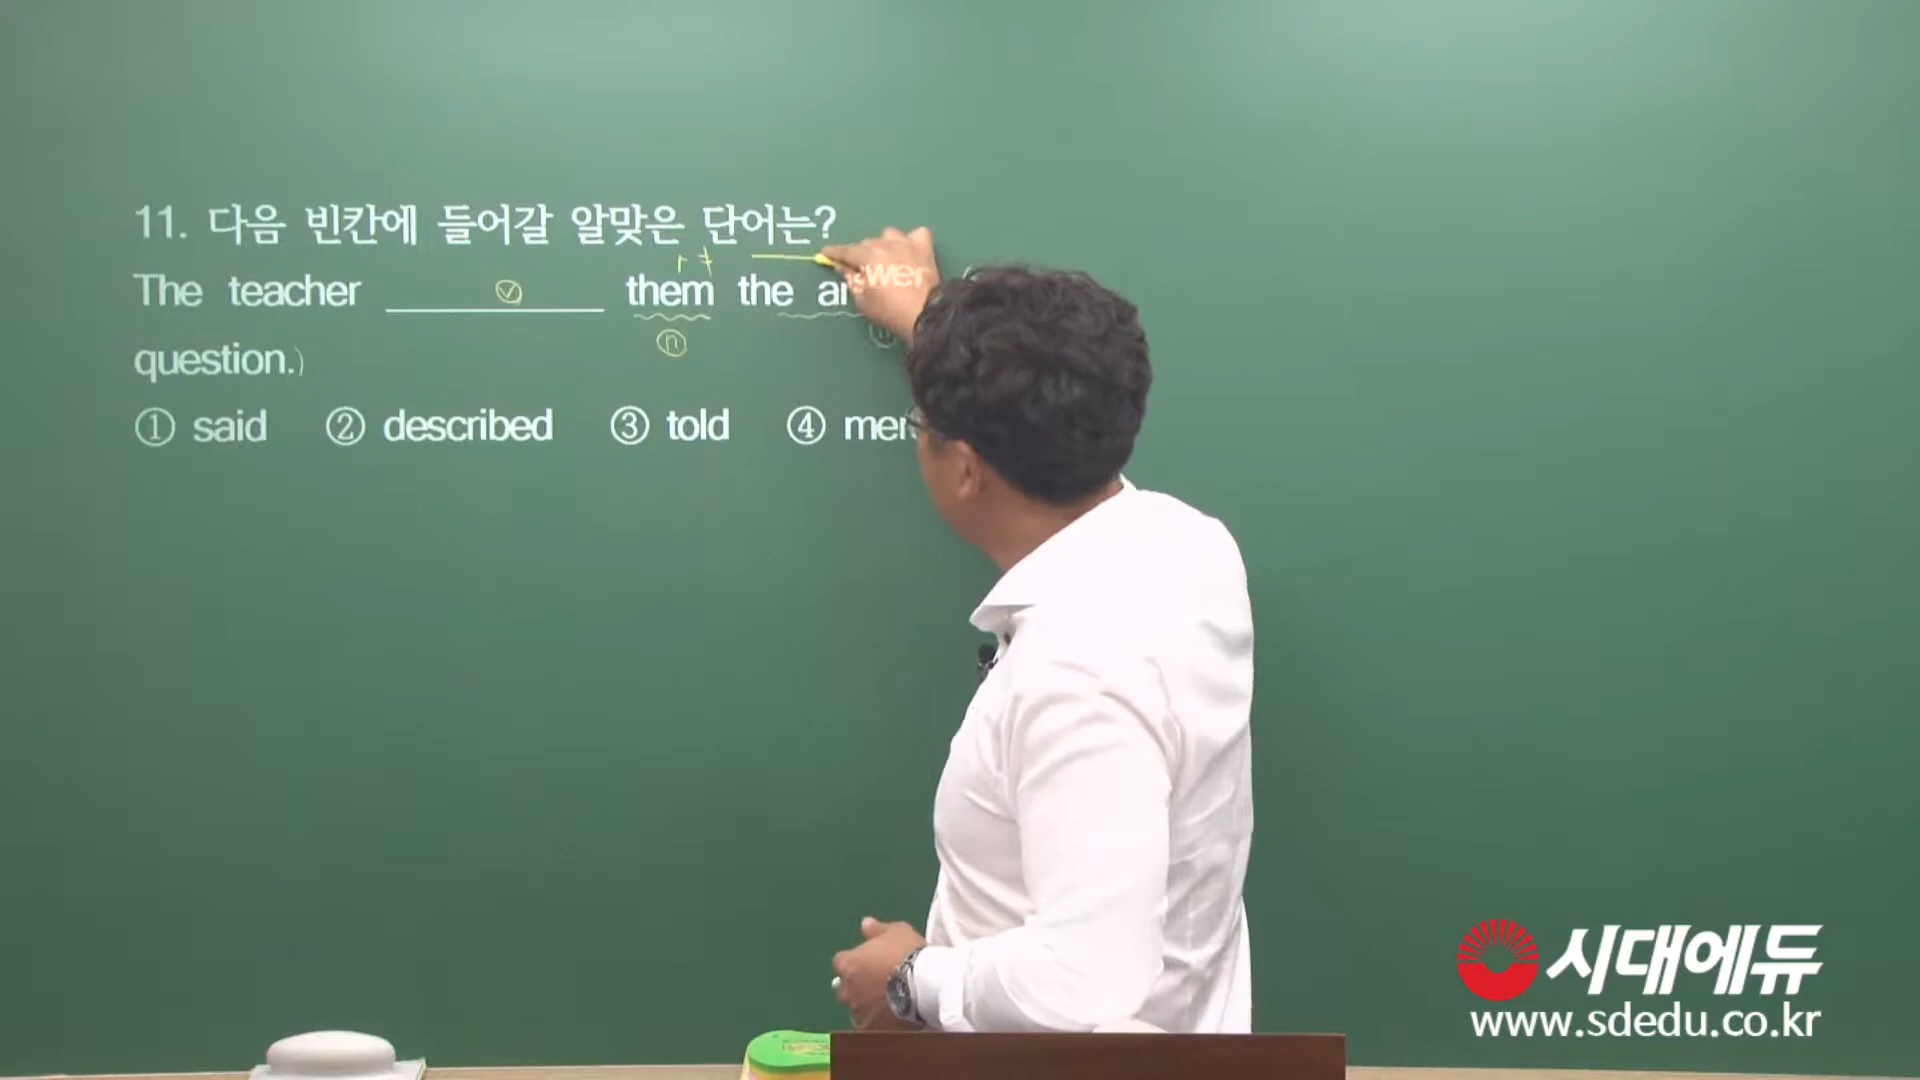 11. 다음 빈칸에 들어갈 알맞은 단어는?
The teacher ⓥ them the answer
ⓝ
question.)
① said ② described ③ told ④
시대에듀
www.sdedu.co.kr